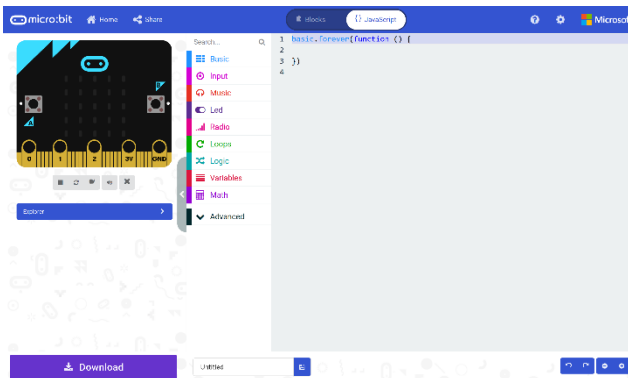 micro:bit Home Share Blocks {} JavaScript Microsof
Search...
Basic
Input
Music
Led
Radio
Loops
Logic
Variables
Math
Advanced
1 basic.forever(function () {
2
3 })
4
A
B
0 1 2 3V GND
Explorer
Download
Untitled